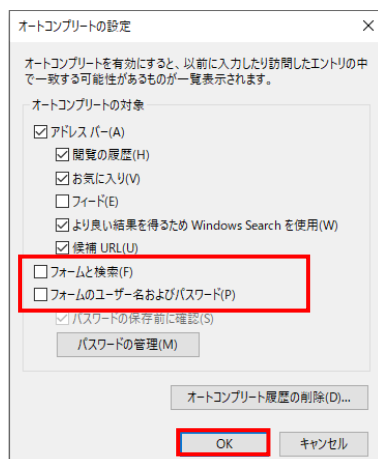 オートコンプリートの設定
オートコンプリートを有効にすると、以前に入力したり訪問したエントリの中
で一致する可能性があるものが一覧表示されます。
オートコンプリートの対象
アドレス バー(A)
閲覧の履歴(H)
お気に入り(V)
フィード(E)
より良い結果を得るため Windows Search を使用(W)
候補 URL(U)
フォームと検索(F)
フォームのユーザー名およびパスワード(P)
パスワードの保存前に確認(S)
パスワードの管理(M)
オートコンプリート履歴の削除(D)...
OK
キャンセル